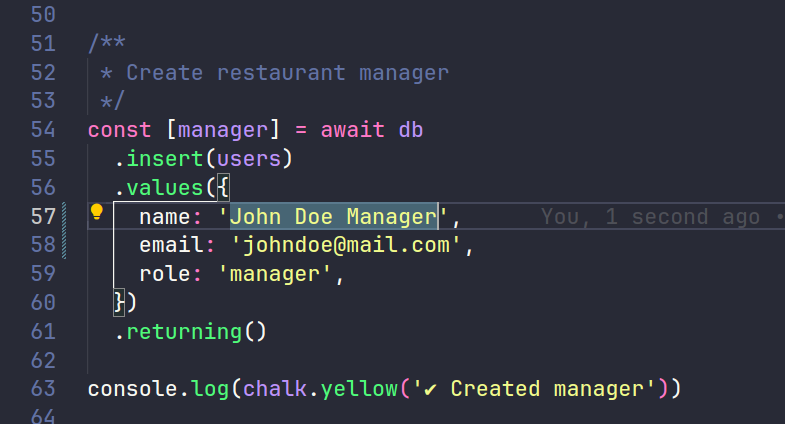 50
51 /**
52  * Create restaurant manager
53  */
54 const [manager] = await db
55   .insert(users)
56   .values({
57     name: 'John Doe Manager', You, 1 second ago •
58     email: 'johndoe@mail.com',
59     role: 'manager',
60   })
61   .returning()
62
63 console.log(chalk.yellow('✔ Created manager'))
64